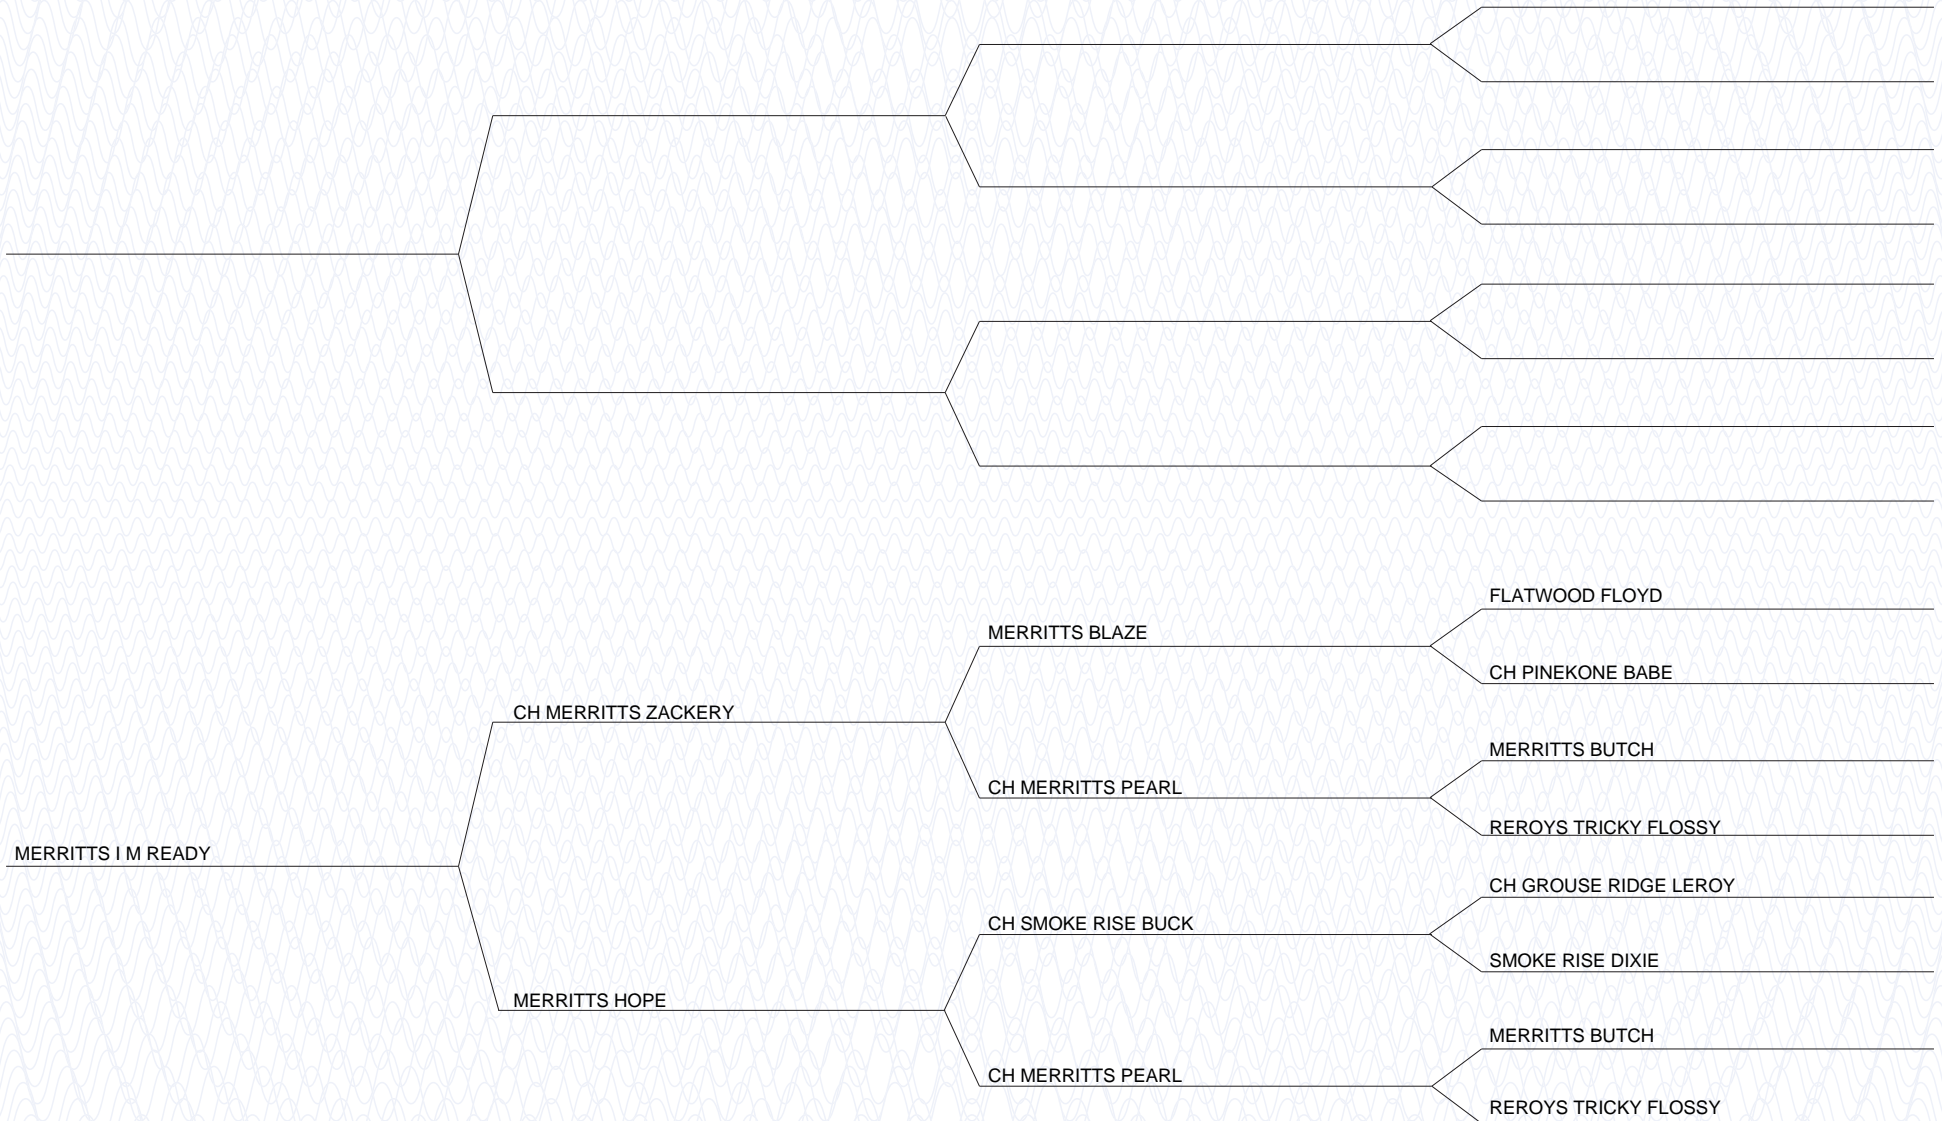 FLATWOOD FLOYD
MERRITTS BLAZE
CH PINEKONE BABE
CH MERRITTS ZACKERY
MERRITTS BUTCH
CH MERRITTS PEARL
REROYS TRICKY FLOSSY
MERRITTS I M READY
CH GROUSE RIDGE LEROY
CH SMOKE RISE BUCK
SMOKE RISE DIXIE
MERRITTS HOPE
MERRITTS BUTCH
CH MERRITTS PEARL
REROYS TRICKY FLOSSY